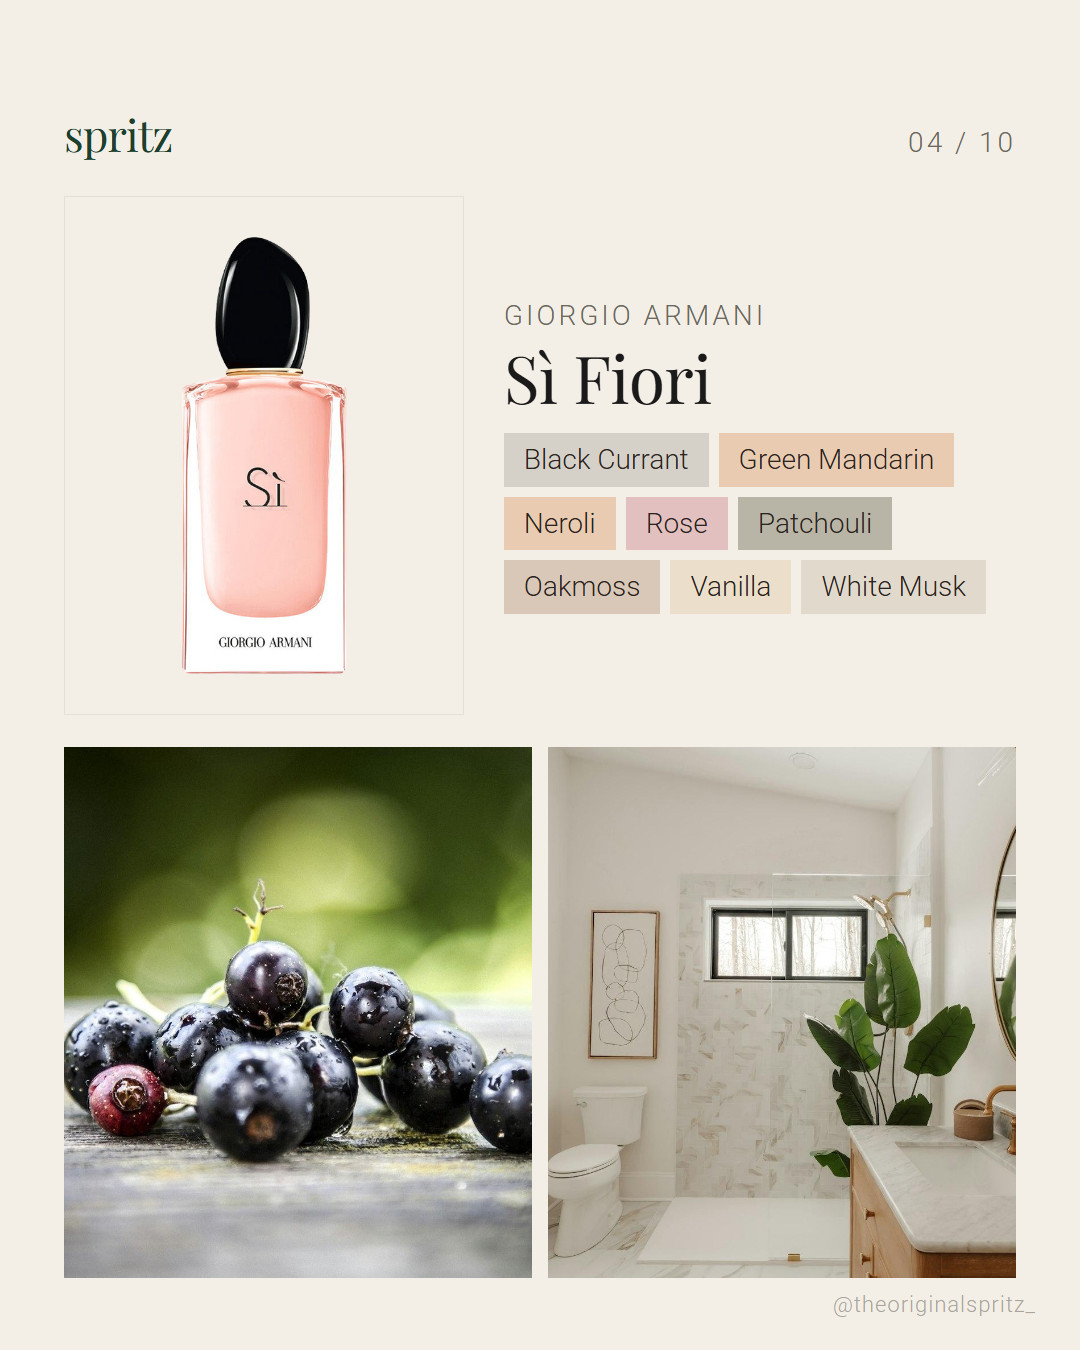 spritz
04 / 10
GIORGIO ARMANI
Sì Fiori
Black Currant Green Mandarin
Neroli Rose Patchouli
Oakmoss Vanilla White Musk
Sì
GIORGIO ARMANI
@theoriginalspritz_